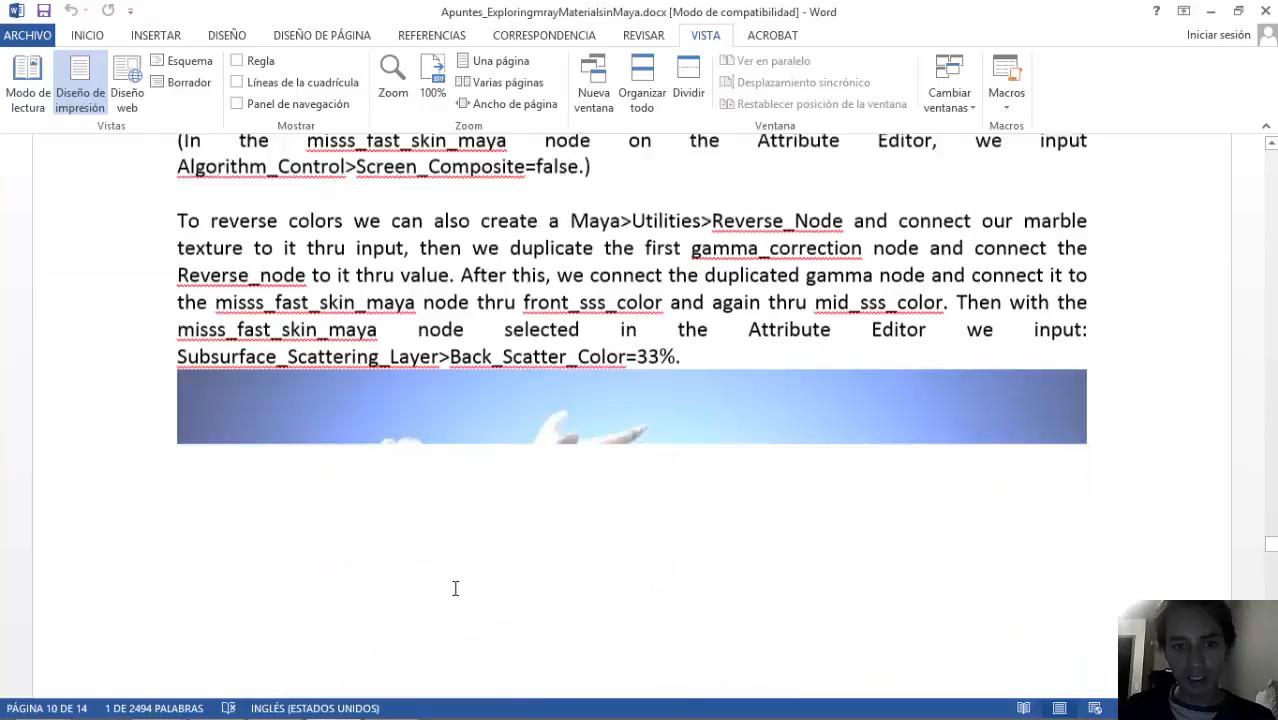 Apuntes_ExploringmrayMaterialsinMaya.docx [Modo de compatibilidad] - Word
ARCHIVO INICIO INSERTAR DISEÑO DISEÑO DE PÁGINA REFERENCIAS CORRESPONDENCIA REVISAR VISTA ACROBAT Iniciar sesión
Modo de lectura
Diseño de impresión
Diseño web
Esquema
Borrador
Vistas
Regla
Líneas de la cuadrícula
Panel de navegación
Mostrar
Zoom
100%
Una página
Varias páginas
Ancho de página
Zoom
Nueva ventana
Organizar todo
Dividir
Ver en paralelo
Desplazamiento sincrónico
Restablecer posición de la ventana
Ventana
Cambiar ventanas
Macros
Macros
(In the misss_fast_skin_maya node on the Attribute Editor, we input
Algorithm_Control>Screen_Composite=false.)
To reverse colors we can also create a Maya>Utilities>Reverse_Node and connect our marble
texture to it thru input, then we duplicate the first gamma_correction node and connect the
Reverse_node to it thru value. After this, we connect the duplicated gamma node and connect it to
the misss_fast_skin_maya node thru front_sss_color and again thru mid_sss_color. Then with the
misss_fast_skin_maya node selected in the Attribute Editor we input:
Subsurface_Scattering_Layer>Back_Scatter_Color=33%.
PÁGINA 10 DE 14 1 DE 2494 PALABRAS INGLÉS (ESTADOS UNIDOS)